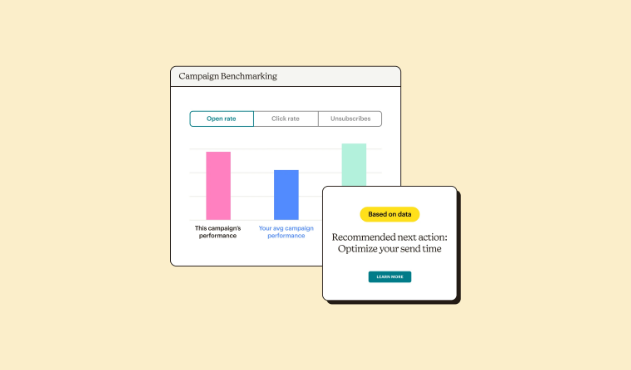 Campaign Benchmarking
Open rate
Click rate
Unsubscribes
This campaign's
performance
Your avg campaign
performance
Based on data
Recommended next action:
Optimize your send time
LEARN MORE